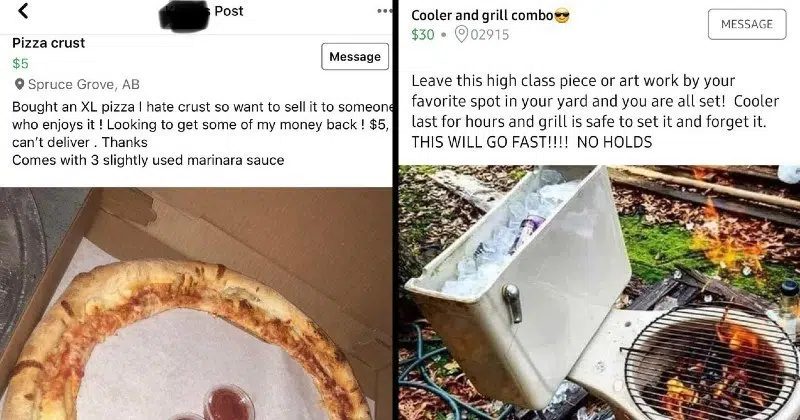 Post
Pizza crust
$5
Message
Spruce Grove, AB
Bought an XL pizza I hate crust so want to sell it to someone
who enjoys it ! Looking to get some of my money back ! $5,
can't deliver . Thanks
Comes with 3 slightly used marinara sauce
Cooler and grill combo😎
$30 • 02915
MESSAGE
Leave this high class piece or art work by your
favorite spot in your yard and you are all set! Cooler
last for hours and grill is safe to set it and forget it.
THIS WILL GO FAST!!!! NO HOLDS